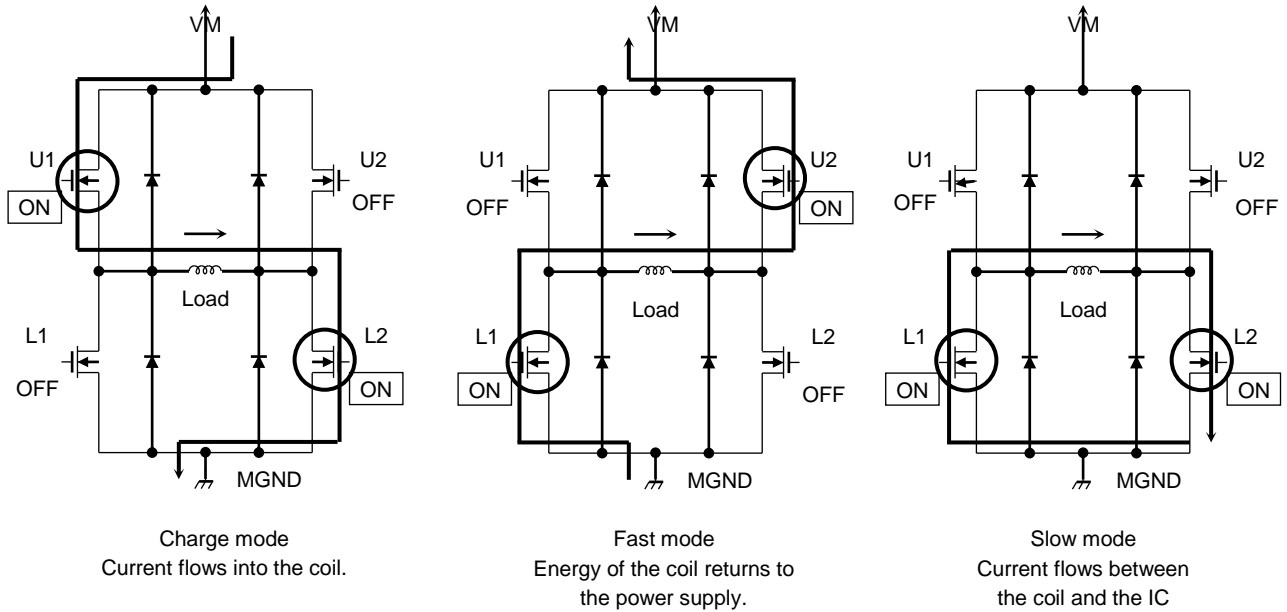 VM
U1
U2
ON
OFF
Load
L1
L2
OFF
ON
MGND
Charge mode
Current flows into the coil.
VM
U1
U2
OFF
ON
Load
L1
L2
ON
OFF
MGND
Fast mode
Energy of the coil returns to
the power supply.
VM
U1
U2
OFF
OFF
Load
L1
L2
ON
ON
MGND
Slow mode
Current flows between
the coil and the IC